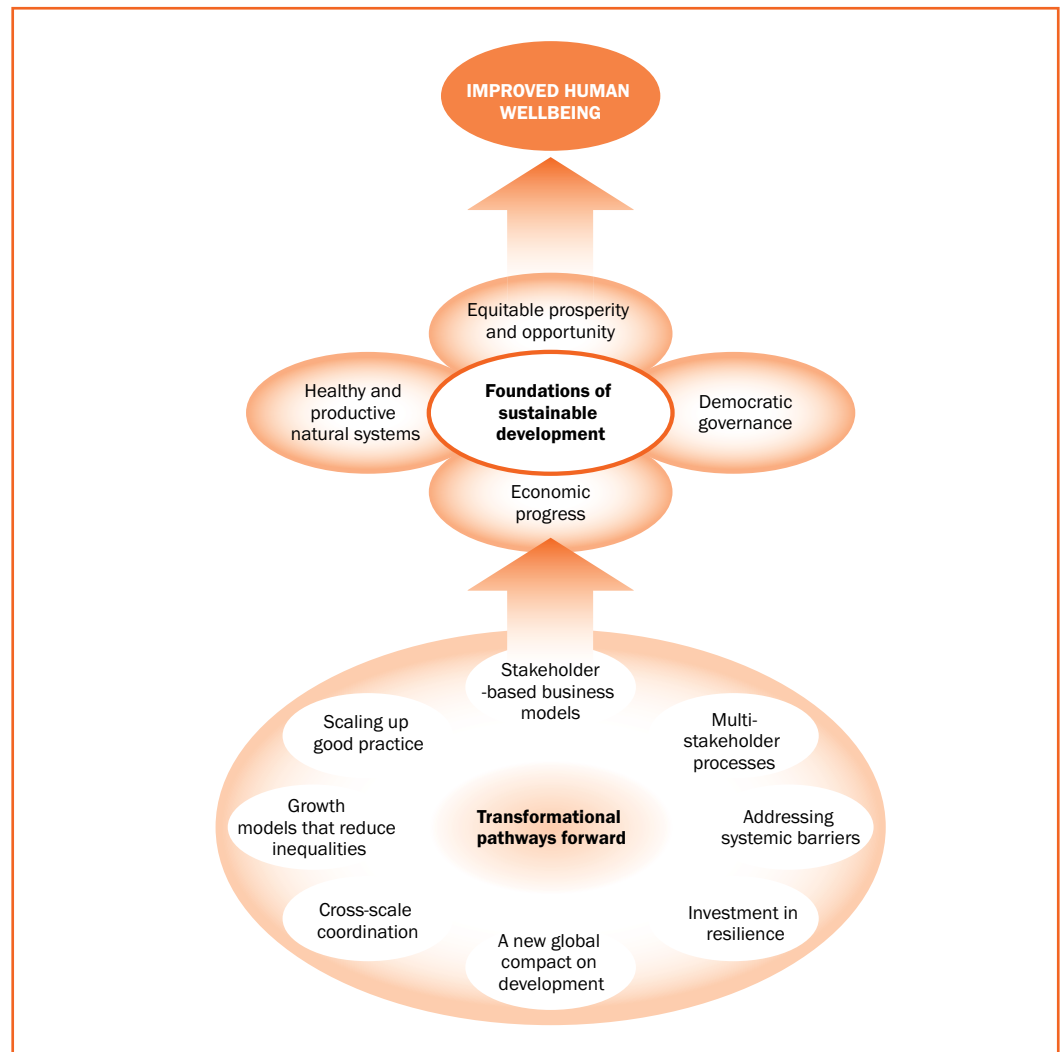 IMPROVED HUMAN
WELLBEING
Equitable prosperity
and opportunity
Healthy and
productive
natural systems
Foundations of
sustainable
development
Democratic
governance
Economic
progress
Stakeholder
-based business
models
Scaling up
good practice
Multi-
stakeholder
processes
Growth
models that reduce
inequalities
Transformational
pathways forward
Addressing
systemic barriers
Cross-scale
coordination
A new global
compact on
development
Investment in
resilience